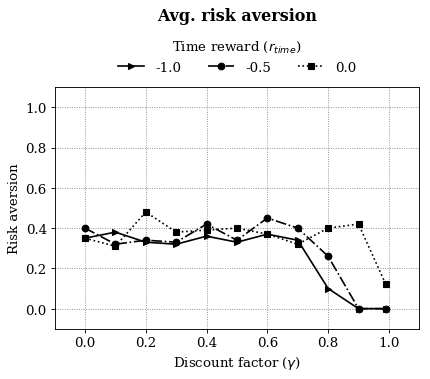 Avg. risk aversion
Time reward (r_time)
-1.0 -0.5 0.0
1.0
0.8
0.6
0.4
0.2
0.0
Risk aversion
0.0 0.2 0.4 0.6 0.8 1.0
Discount factor (γ)